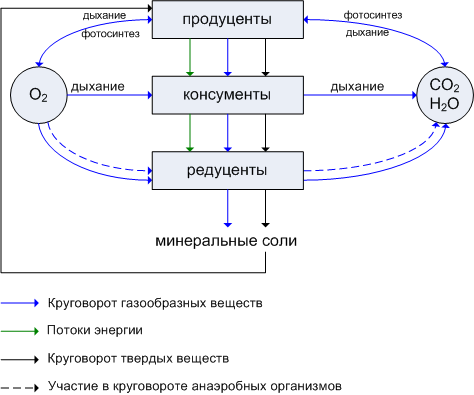 дыхание
продуценты
фотосинтез
фотосинтез
дыхание
O₂
дыхание
консументы
дыхание
CO₂
H₂O
редуценты
минеральные соли
Круговорот газообразных веществ
Потоки энергии
Круговорот твердых веществ
Участие в круговороте анаэробных организмов